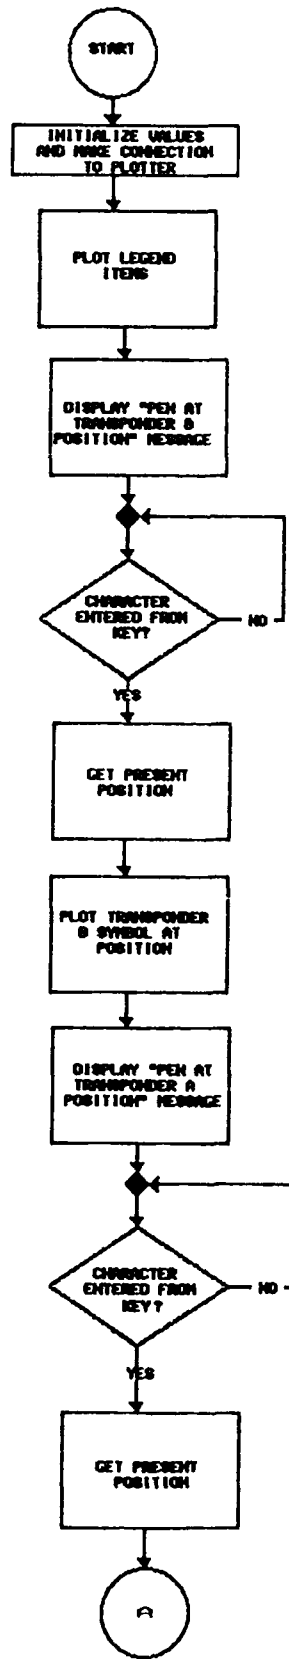 START
INITIALIZE VALUES
AND MAKE CONNECTION
TO PLOTTER
PLOT LEGEND
ITEMS
DISPLAY "PEN AT
TRANSPONDER B
POSITION" MESSAGE
CHARACTER
ENTERED FROM
KEY?
NO
YES
GET PRESENT
POSITION
PLOT TRANSPONDER
B SYMBOL AT
POSITION
DISPLAY "PEN AT
TRANSPONDER A
POSITION" MESSAGE
CHARACTER
ENTERED FROM
KEY?
NO
YES
GET PRESENT
POSITION
A